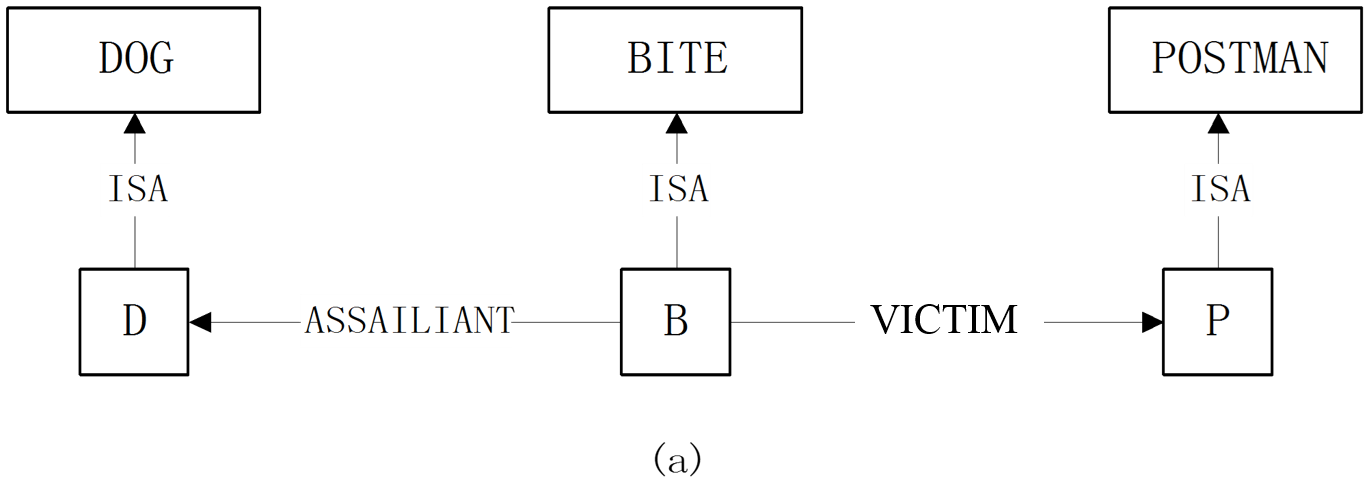 DOG BITE POSTMAN
ISA ISA ISA
D ASSAILIANT B VICTIM P
(a)